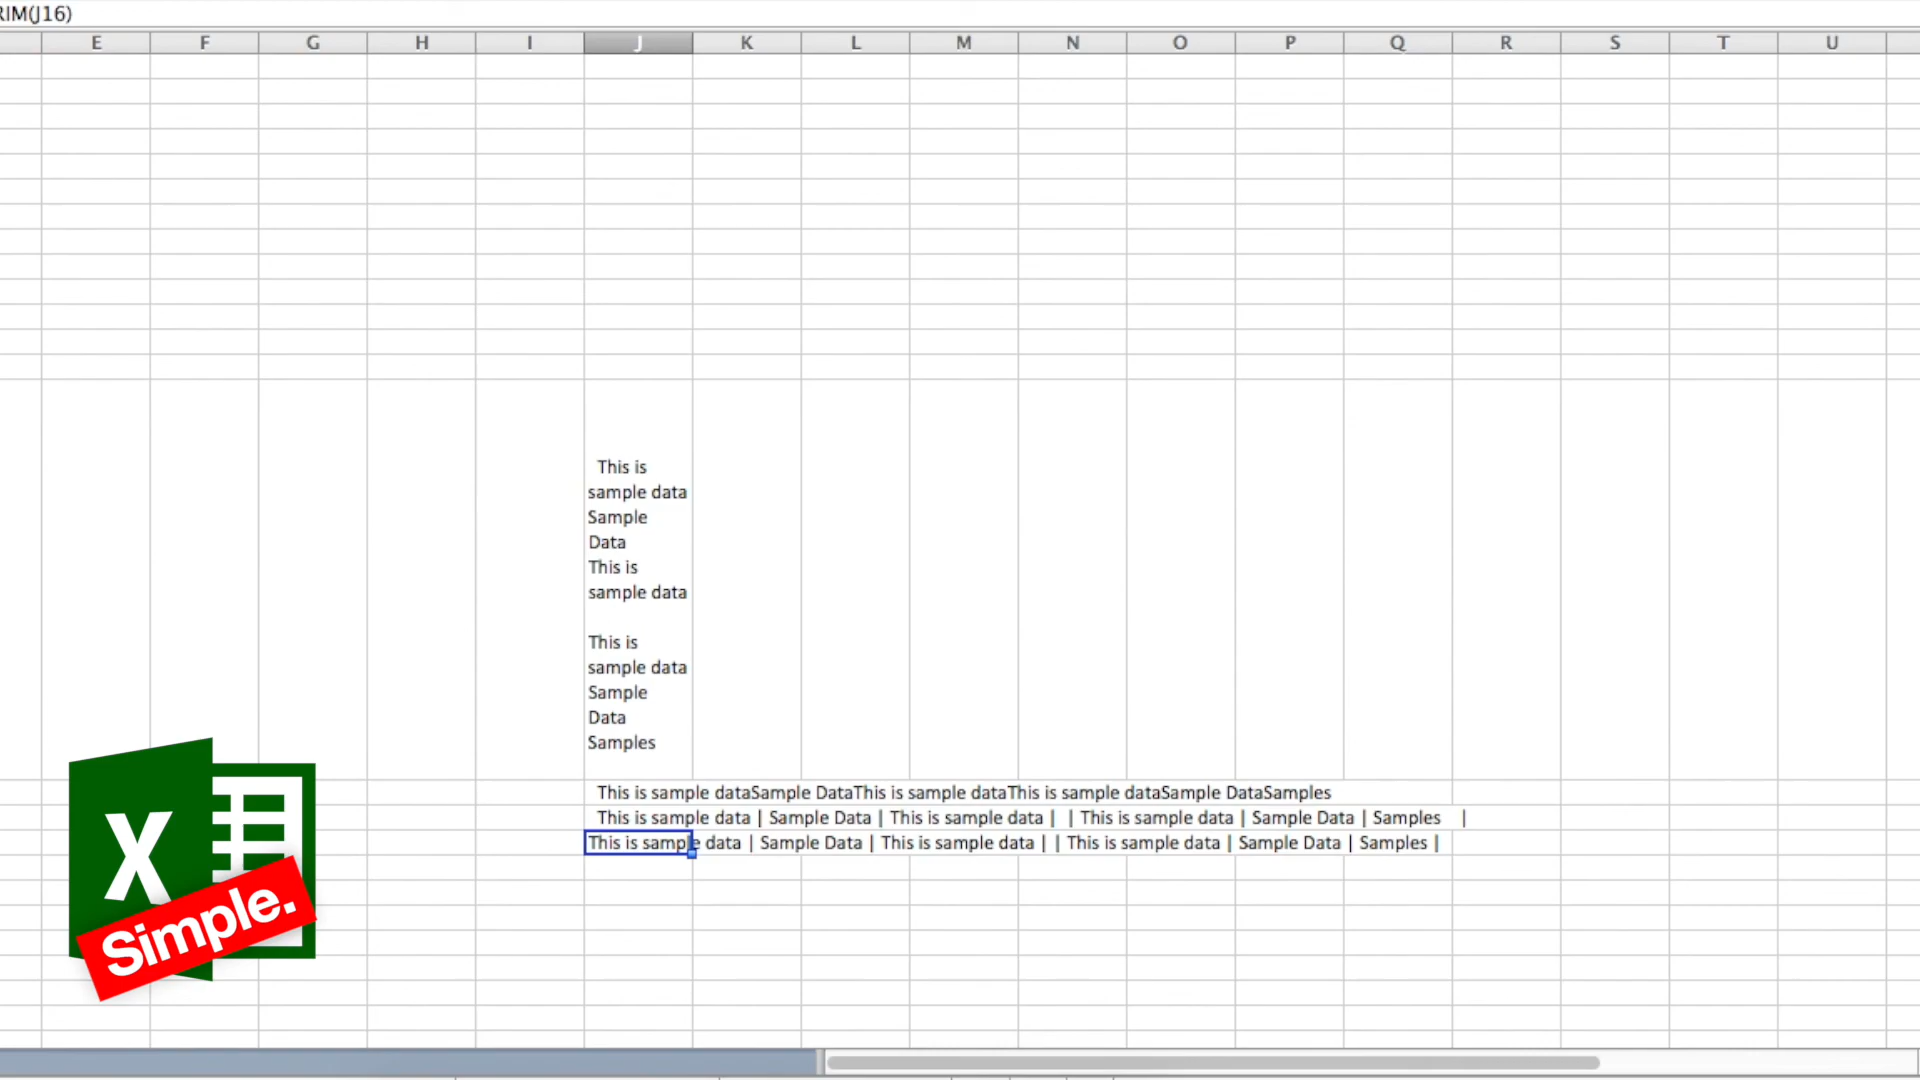 RIM(J16)
E F G H I J K L M N O P Q R S T U
This is
sample data
Sample
Data
This is
sample data
This is
sample data
Sample
Data
Samples
This is sample dataSample DataThis is sample dataThis is sample dataSample DataSamples
This is sample data | Sample Data | This is sample data | | This is sample data | Sample Data | Samples |
This is sample data | Sample Data | This is sample data | | This is sample data | Sample Data | Samples |
X
Simple.